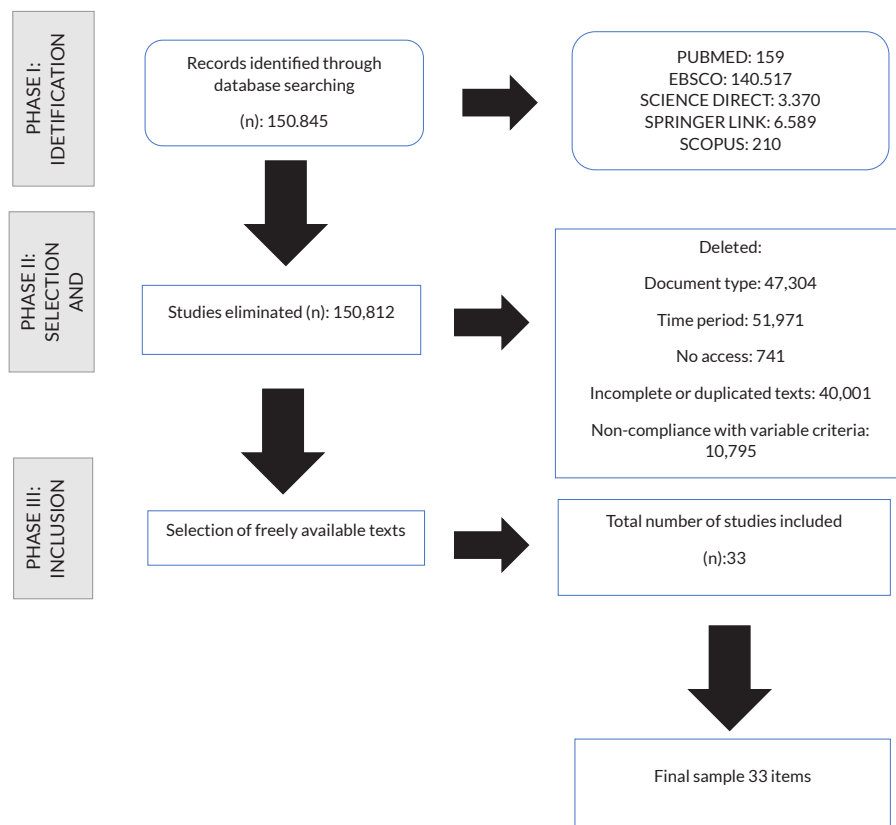 PHASE I:
IDETIFICATION
Records identified through
database searching
(n): 150.845
PUBMED: 159
EBSCO: 140.517
SCIENCE DIRECT: 3.370
SPRINGER LINK: 6.589
SCOPUS: 210
PHASE II:
SELECTION
AND
Studies eliminated (n): 150,812
Deleted:
Document type: 47,304
Time period: 51,971
No access: 741
Incomplete or duplicated texts: 40,001
Non-compliance with variable criteria:
10,795
PHASE III:
INCLUSION
Selection of freely available texts
Total number of studies included
(n):33
Final sample 33 items